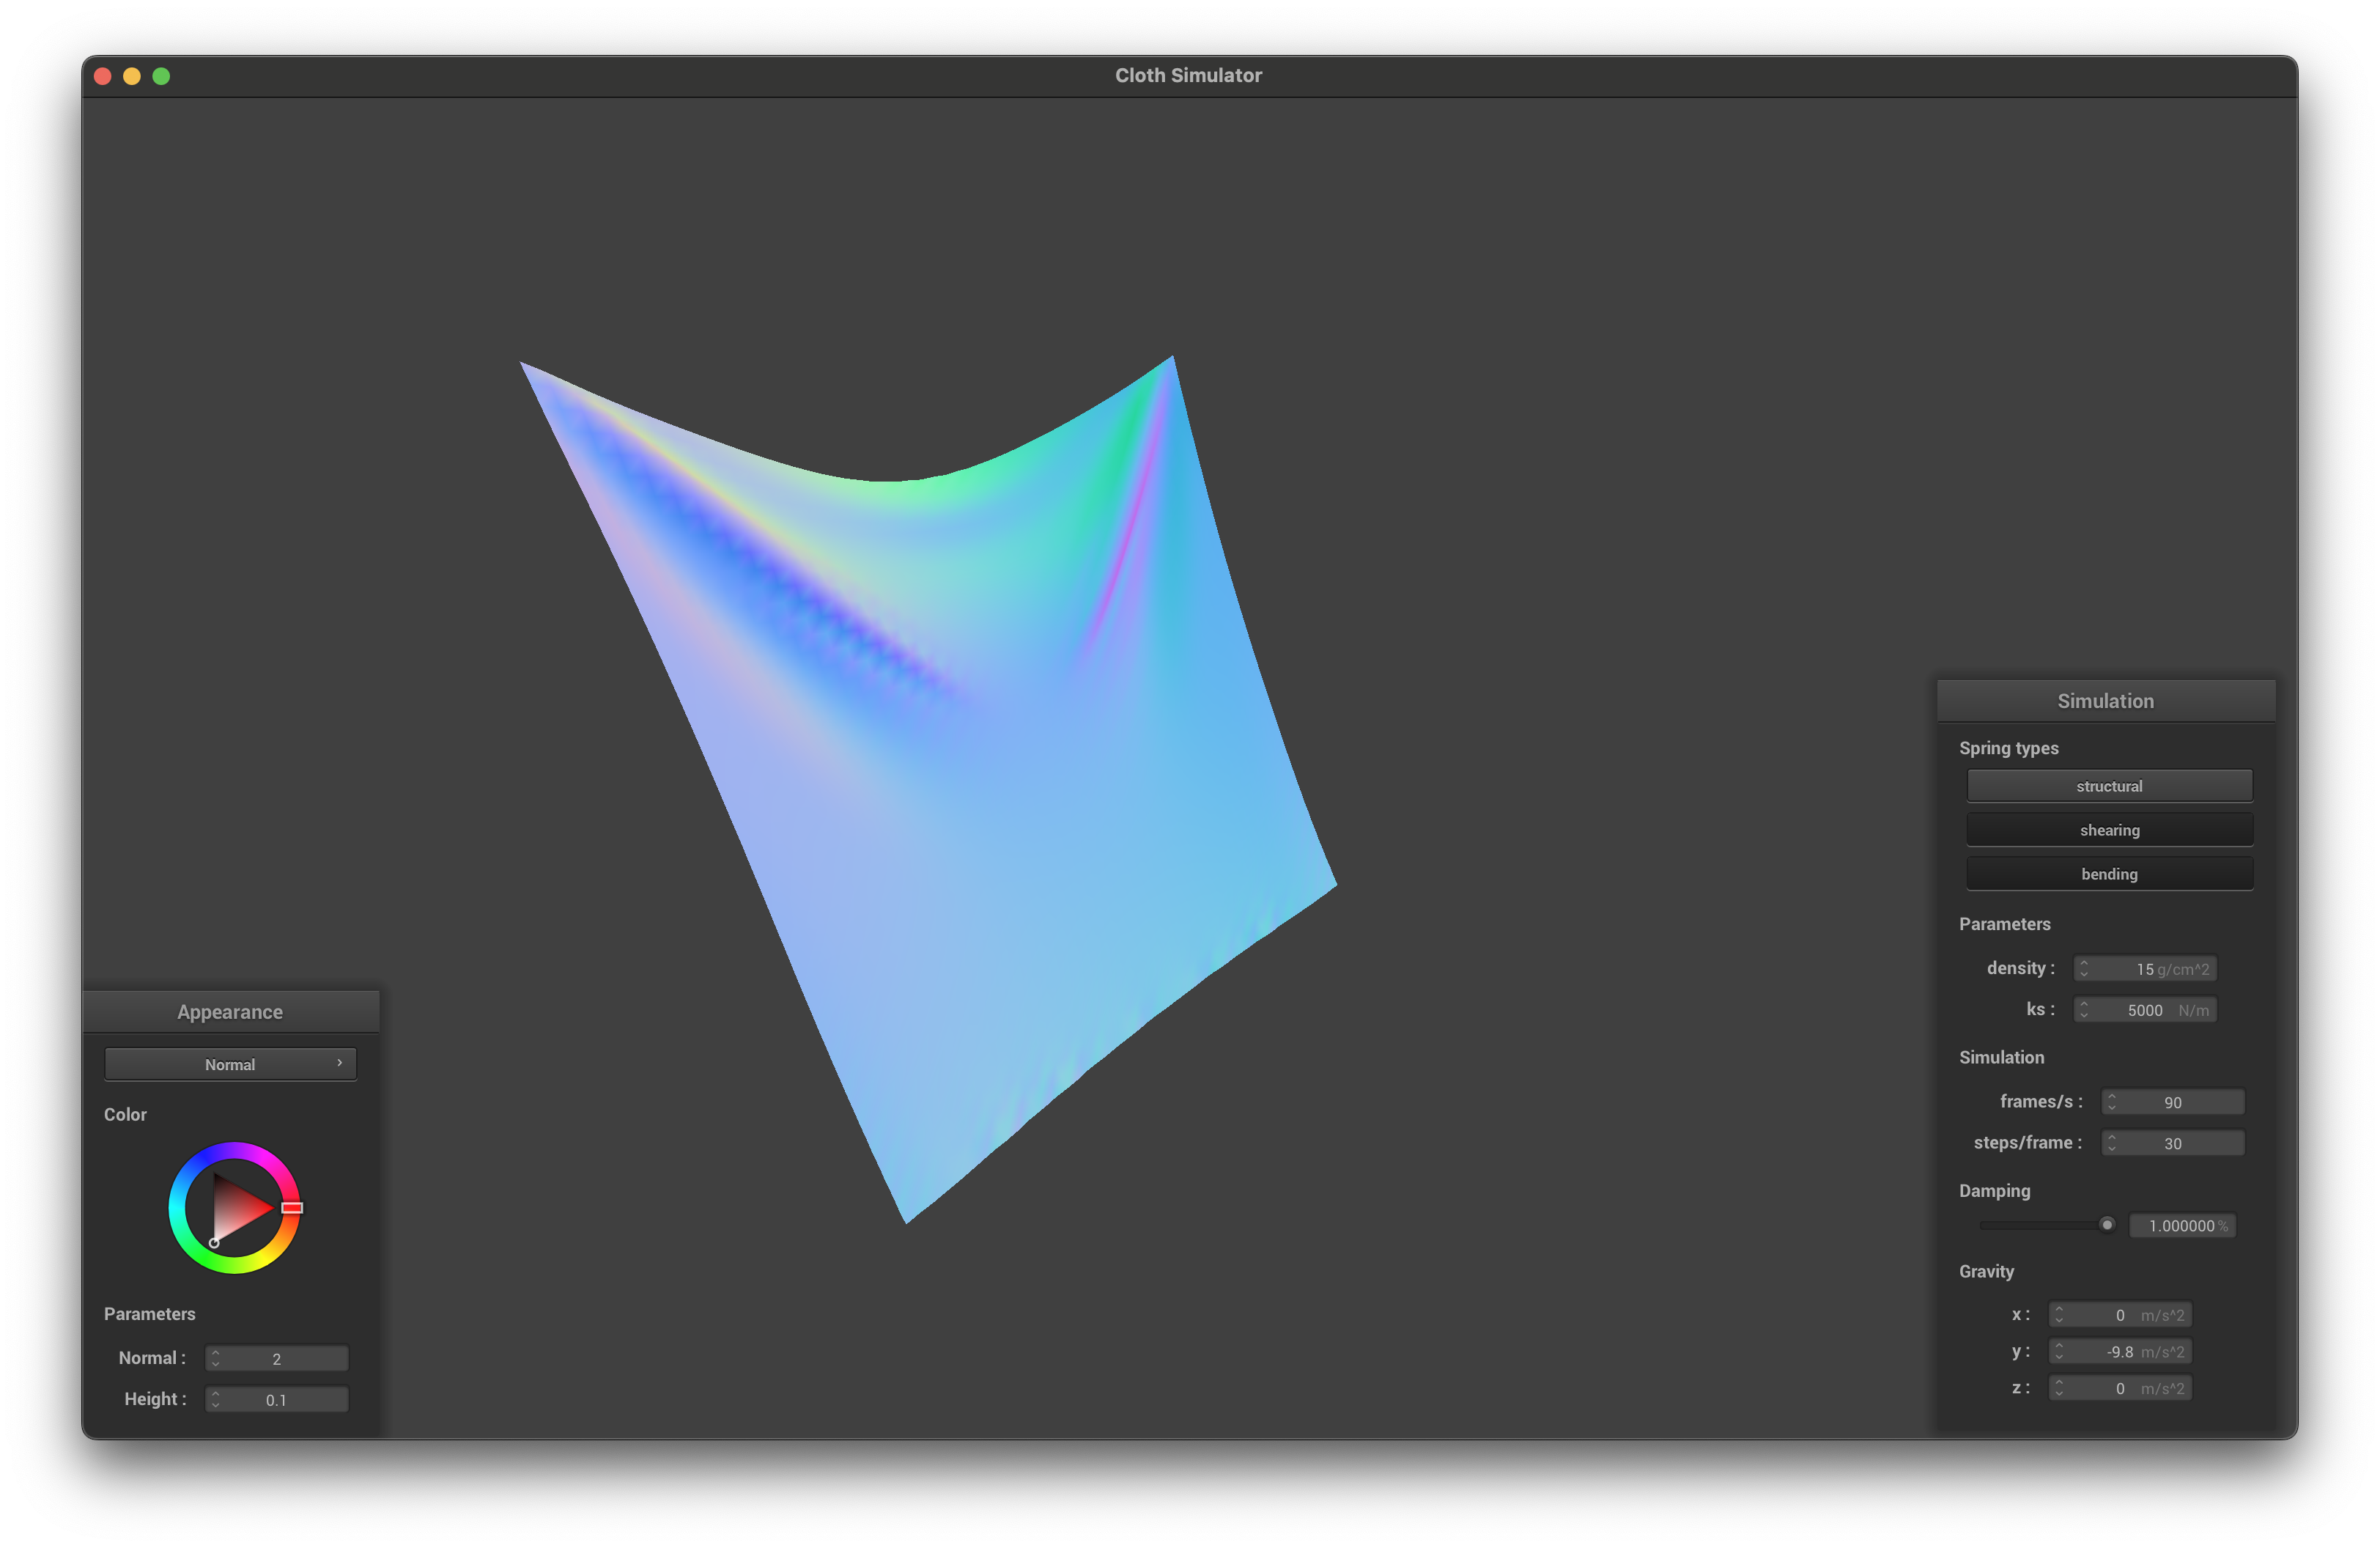 Cloth Simulator
Simulation
Spring types
structural
shearing
bending
Parameters
density : 15 g/cm^2
ks : 5000 N/m
Simulation
frames/s : 90
steps/frame : 30
Damping
1.000000 %
Gravity
x : 0 m/s^2
y : -9.8 m/s^2
z : 0 m/s^2
Appearance
Normal
Color
Parameters
Normal : 2
Height : 0.1